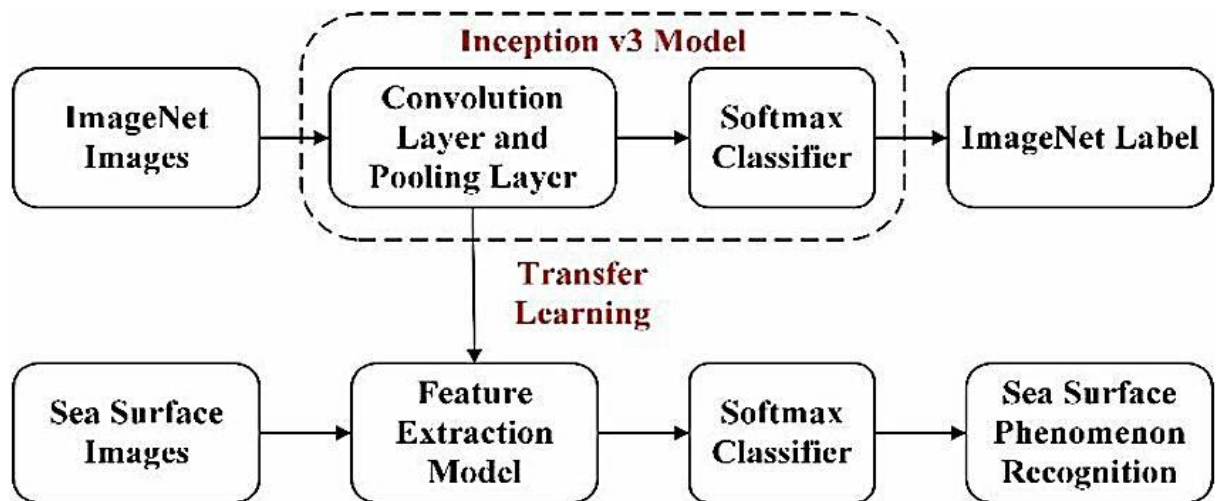 Inception v3 Model
ImageNet
Images
Convolution
Layer and
Pooling Layer
Softmax
Classifier
ImageNet Label
Transfer
Learning
Sea Surface
Images
Feature
Extraction
Model
Softmax
Classifier
Sea Surface
Phenomenon
Recognition